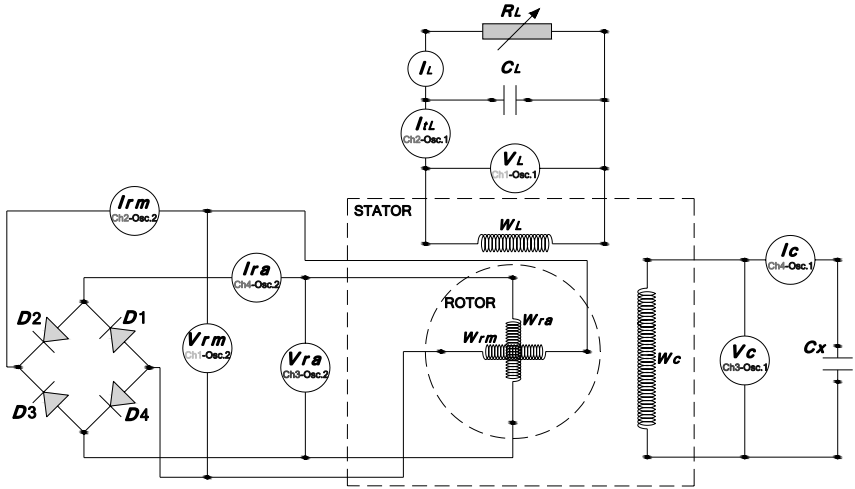 RL
IL
CL
ItL
Ch2-Osc.1
VL
Ch1-Osc.1
Irm
Ch2-Osc.2
STATOR
WL
Ira
Ch4-Osc.2
Ic
Ch4-Osc.1
ROTOR
D2
D1
Vrm
Ch1-Osc.2
Vra
Ch3-Osc.2
Wrm
Wra
Wc
Vc
Ch3-Osc.1
Cx
D3
D4